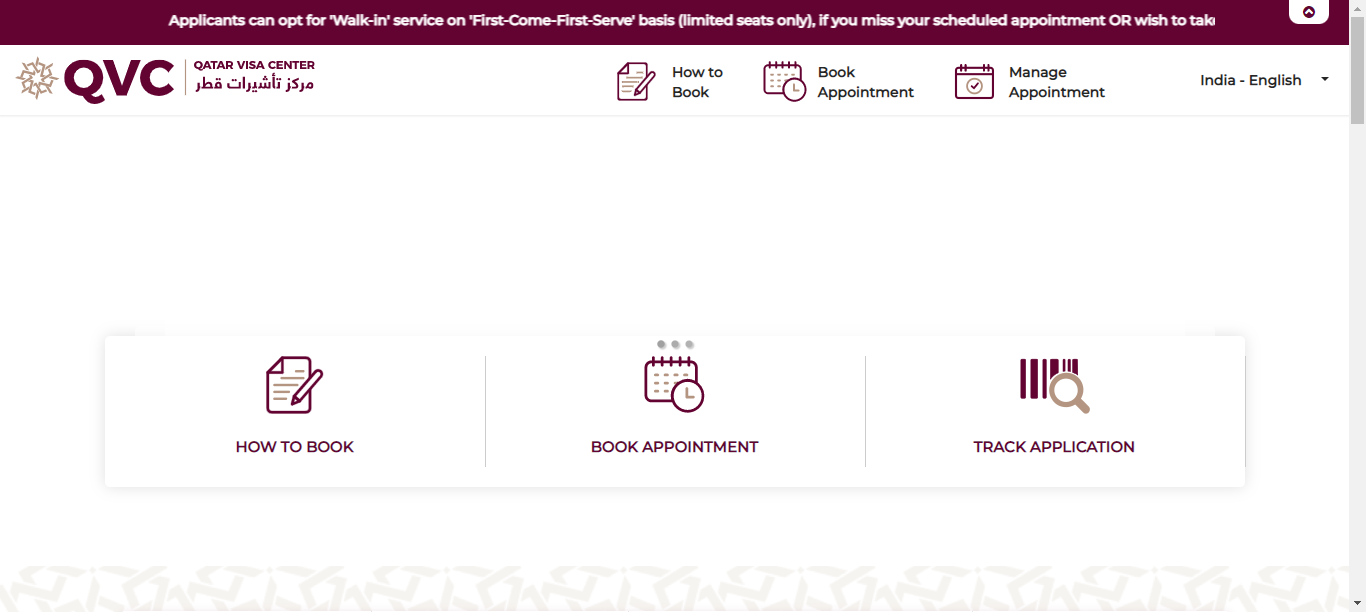 Applicants can opt for 'Walk-in' service on 'First-Come-First-Serve' basis (limited seats only), if you miss your scheduled appointment OR wish to
QVC
QATAR VISA CENTER
مركز تأشيرات قطر
How to
Book
Book
Appointment
Manage
Appointment
India - English
HOW TO BOOK
BOOK APPOINTMENT
TRACK APPLICATION